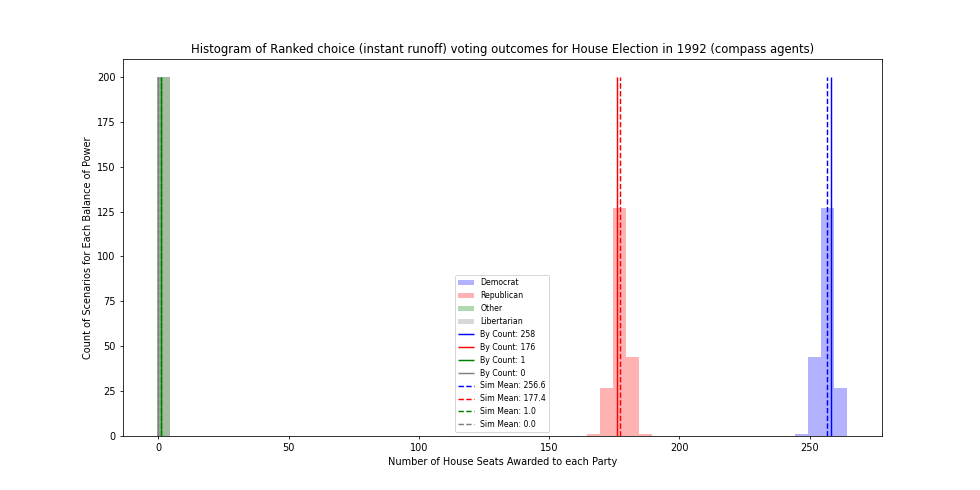 Histogram of Ranked choice (instant runoff) voting outcomes for House Election in 1992 (compass agents)
Count of Scenarios for Each Balance of Power
200
175
150
125
100
75
50
25
0
Democrat
Republican
Other
Libertarian
By Count: 258
By Count: 176
By Count: 1
By Count: 0
Sim Mean: 256.6
Sim Mean: 177.4
Sim Mean: 1.0
Sim Mean: 0.0
0
50
100
150
200
250
Number of House Seats Awarded to each Party